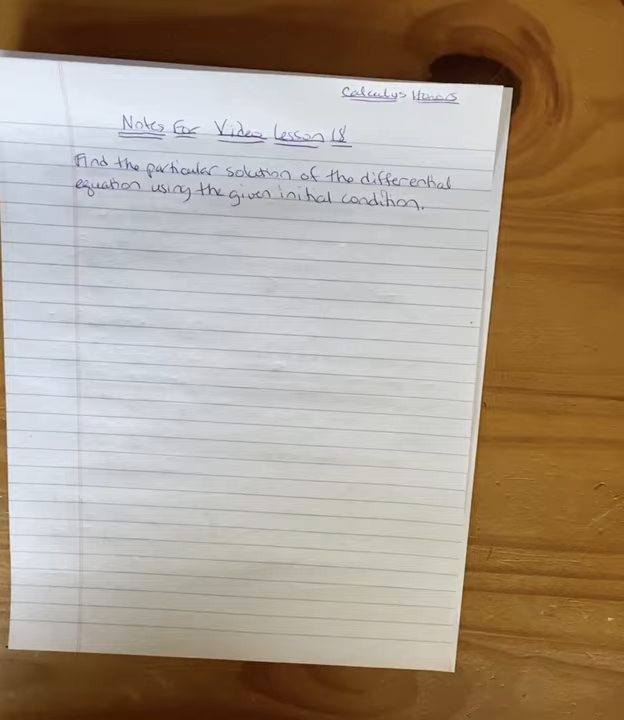 Calculus Honors
Notes For Video Lesson 18
Find the particular solution of the differential
equation using the given initial condition.